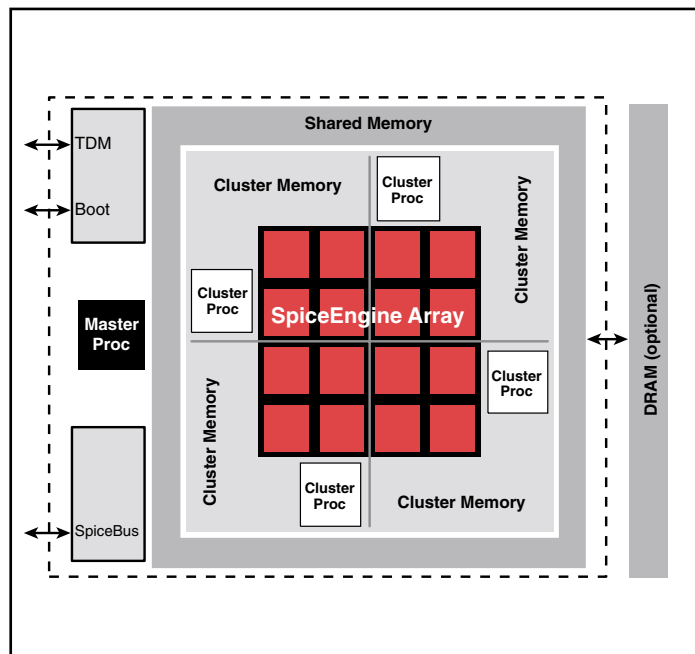 TDM
Boot
Shared Memory
Cluster Memory
Cluster
Proc
Cluster Memory
Cluster
Proc
SpiceEngine Array
Master
Proc
Cluster
Proc
Cluster Memory
Cluster
Proc
Cluster Memory
SpiceBus
DRAM (optional)